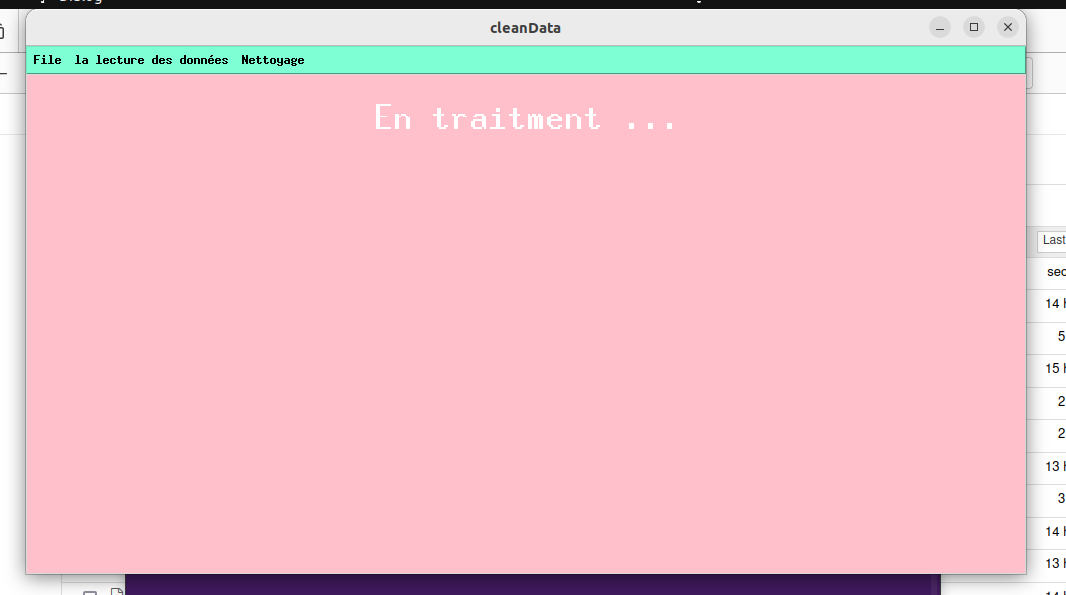 cleanData
File la lecture des données Nettoyage
En traitment ...
Last
sec
14 h
5
15 h
2
2
13 h
3
14 h
13 h